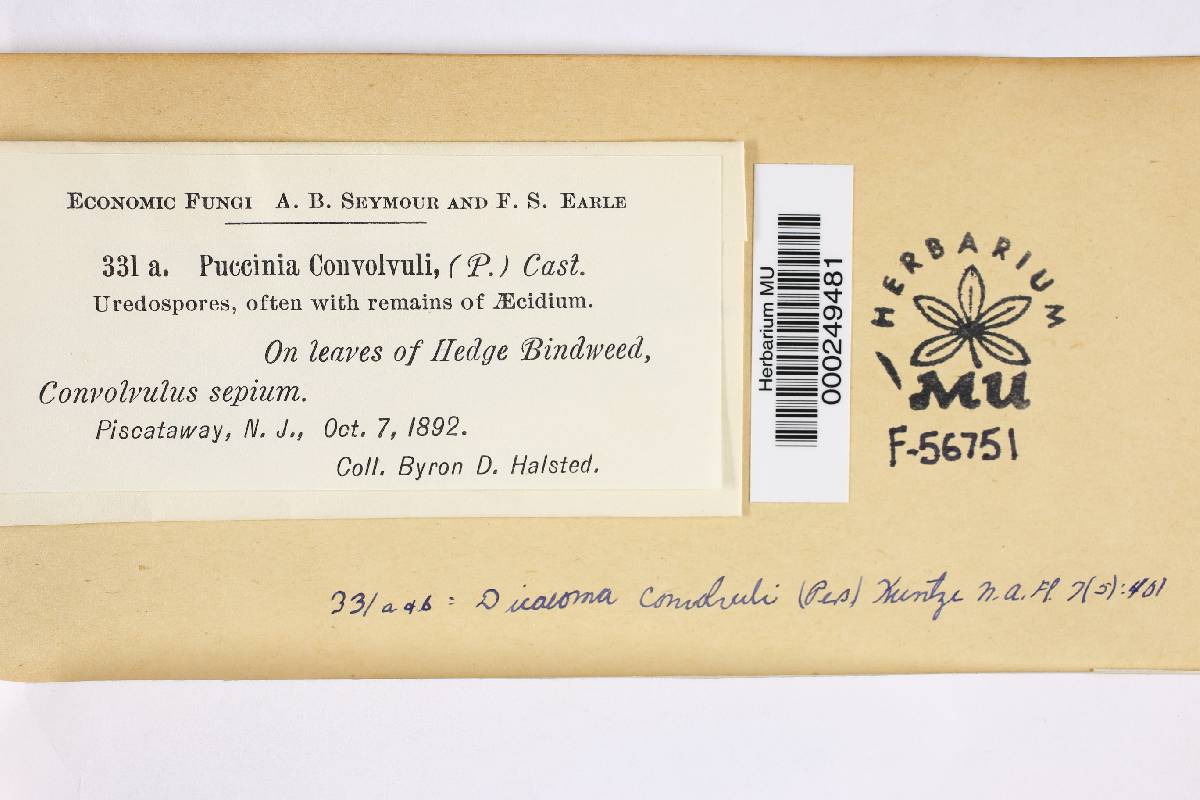 ECONOMIC FUNGI A. B. SEYMOUR AND F. S. EARLE
331 a. Puccinia Convolvuli, (P.) Cast.
Uredospores, often with remains of Æcidium.
On leaves of Hedge Bindweed,
Convolvulus sepium.
Piscataway, N. J., Oct. 7, 1892.
Coll. Byron D. Halsted.
Herbarium MU
000249481
HERBARIUM
MU
F-56751
331 a & b : Dicaeoma convolvuli (Pers) Kuntze N.A.Fl. 7(5):401